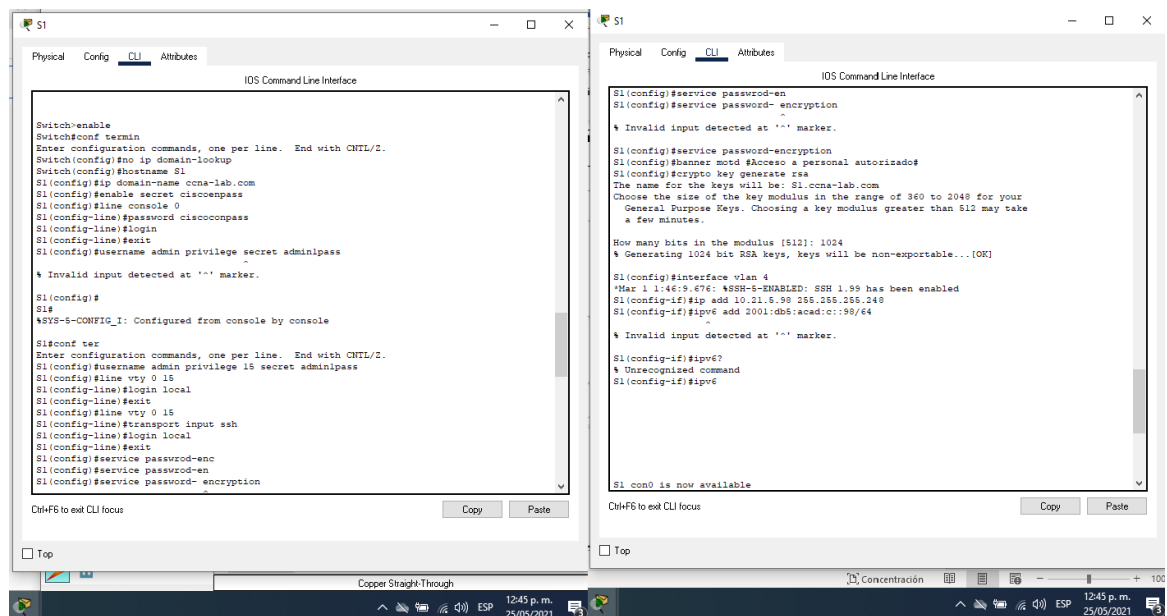 S1
Physical Config CLI Attributes
IOS Command Line Interface
Switch>enable
Switch#conf termin
Enter configuration commands, one per line. End with CNTL/Z.
Switch(config)#no ip domain-lookup
Switch(config)#hostname S1
S1(config)#ip domain-name ccna-lab.com
S1(config)#enable secret ciscoenpass
S1(config)#line console 0
S1(config-line)#password ciscoconpass
S1(config-line)#login
S1(config-line)#exit
S1(config)#username admin privilege secret admin1pass
^
% Invalid input detected at '^' marker.
S1(config)#
S1#
%SYS-5-CONFIG_I: Configured from console by console
S1#conf ter
Enter configuration commands, one per line. End with CNTL/Z.
S1(config)#username admin privilege 15 secret admin1pass
S1(config)#line vty 0 15
S1(config-line)#login local
S1(config-line)#exit
S1(config)#line vty 0 15
S1(config-line)#transport input ssh
S1(config-line)#login local
S1(config-line)#exit
S1(config)#service passwrod-enc
S1(config)#service passwrod-en
S1(config)#service password- encryption
^
Ctrl+F6 to exit CLI focus
Copy Paste
Top
Copper Straight-Through
ESP
12:45 p. m.
25/05/2021
3
S1
Physical Config CLI Attributes
IOS Command Line Interface
S1(config)#service passwrod-en
S1(config)#service password- encryption
^
% Invalid input detected at '^' marker.
S1(config)#service password-encryption
S1(config)#banner motd #Acceso a personal autorizado#
S1(config)#crypto key generate rsa
The name for the keys will be: S1.ccna-lab.com
Choose the size of the key modulus in the range of 360 to 2048 for your
General Purpose Keys. Choosing a key modulus greater than 512 may take
a few minutes.
How many bits in the modulus [512]: 1024
% Generating 1024 bit RSA keys, keys will be non-exportable...[OK]
S1(config)#interface vlan 4
*Mar 1 1:46:9.676: %SSH-5-ENABLED: SSH 1.99 has been enabled
S1(config-if)#ip add 10.21.5.98 255.255.255.248
S1(config-if)#ipv6 add 2001:db5:acad:c::98/64
^
% Invalid input detected at '^' marker.
S1(config-if)#ipv6?
% Unrecognized command
S1(config-if)#ipv6
S1 con0 is now available
Ctrl+F6 to exit CLI focus
Copy Paste
Top
Concentración
- + 100
ESP
12:45 p. m.
25/05/2021
3